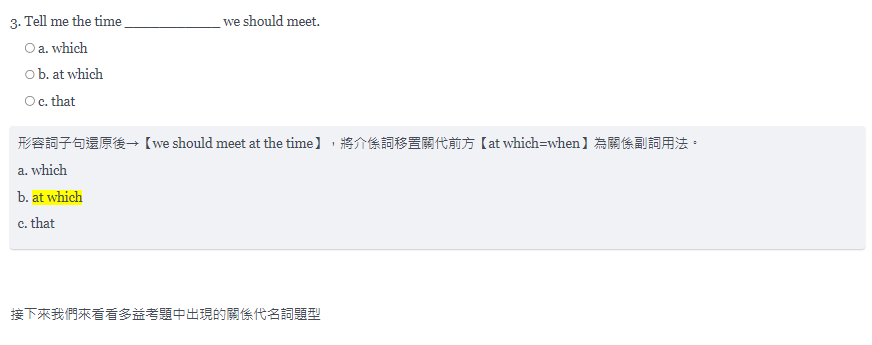 3. Tell me the time ______________ we should meet.
a. which
b. at which
c. that
形容詞子句還原後→【we should meet at the time】，將介係詞移置關代前方【at which=when】為關係副詞用法。
a. which
b. at which
c. that
接下來我們來看看多益考題中出現的關係代名詞題型